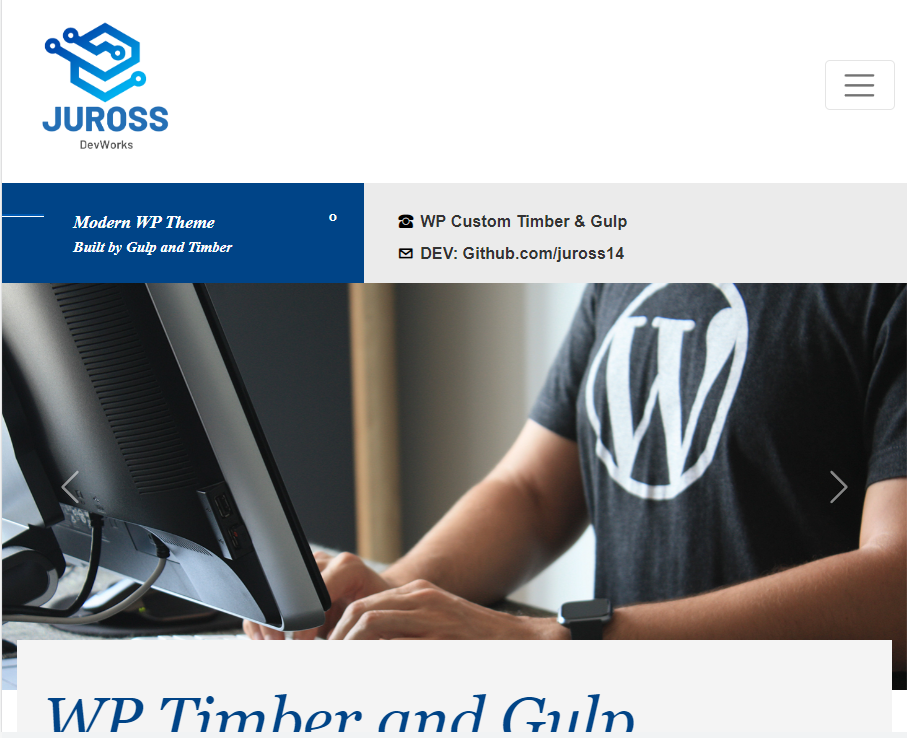 JUROSS
DevWorks
Modern WP Theme
Built by Gulp and Timber
o
WP Custom Timber & Gulp
DEV: Github.com/juross14
W
WP Timber and Gulp